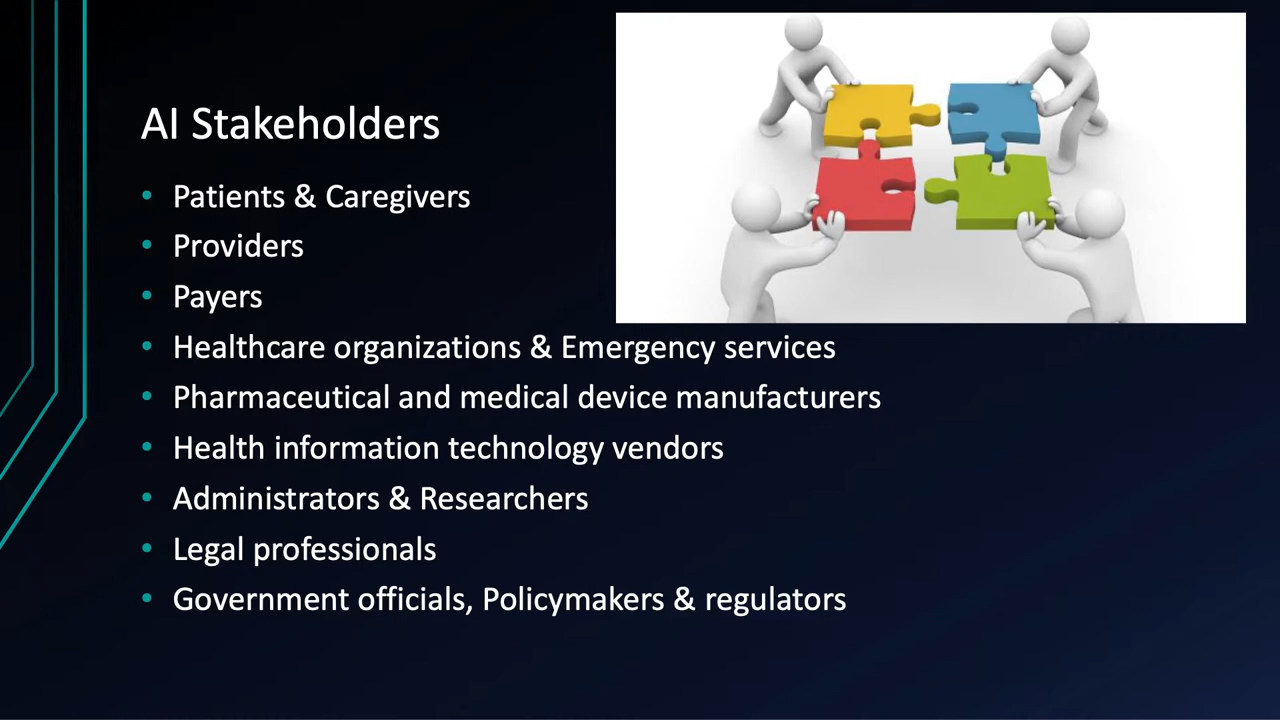 AI Stakeholders
• Patients & Caregivers
• Providers
• Payers
• Healthcare organizations & Emergency services
• Pharmaceutical and medical device manufacturers
• Health information technology vendors
• Administrators & Researchers
• Legal professionals
• Government officials, Policymakers & regulators